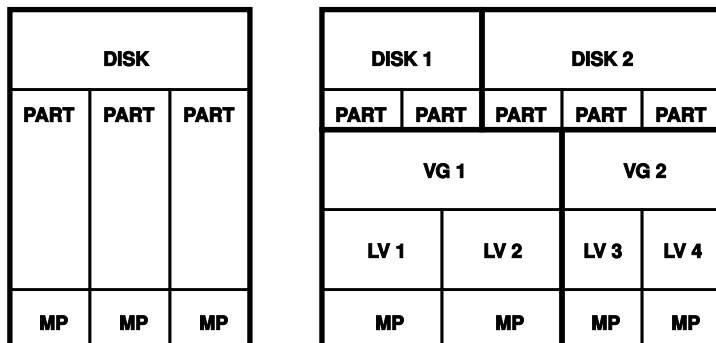 DISK
PART PART PART
MP MP MP
DISK 1 DISK 2
PART PART PART PART PART
VG 1 VG 2
LV 1 LV 2 LV 3 LV 4
MP MP MP MP